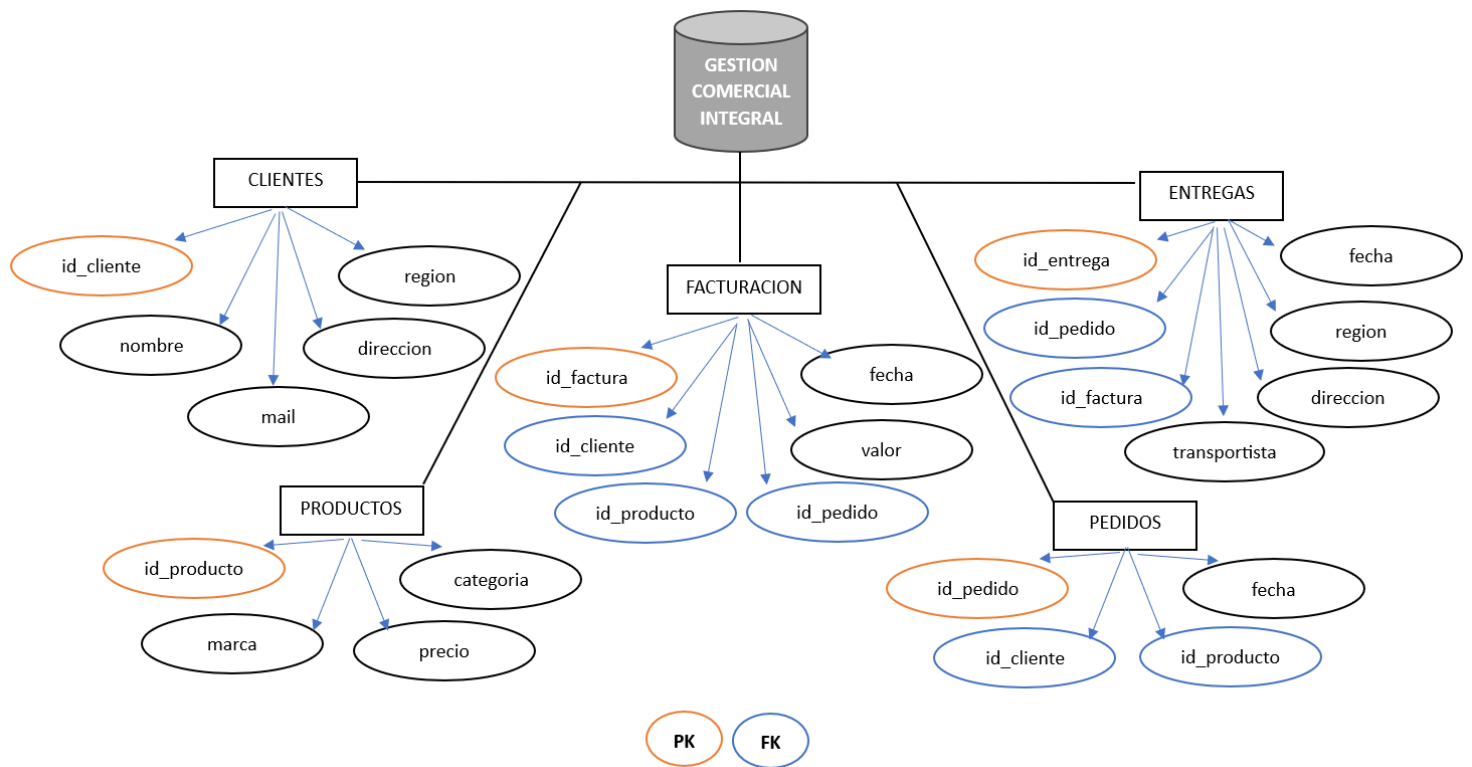 GESTION
COMERCIAL
INTEGRAL
CLIENTES
id_cliente
region
nombre
direccion
mail
FACTURACION
id_factura
fecha
id_cliente
valor
id_producto
id_pedido
ENTREGAS
id_entrega
fecha
id_pedido
region
id_factura
direccion
transportista
PRODUCTOS
id_producto
categoria
marca
precio
PEDIDOS
id_pedido
fecha
id_cliente
id_producto
PK
FK